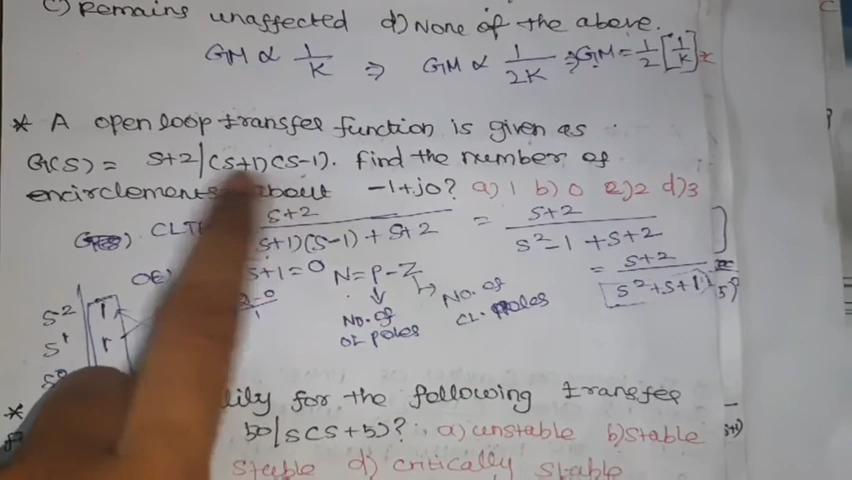 c) Remains unaffected d) None of the above.
GM ∝ 1/K ⇒ GM ∝ 1/2K ⇒ GM = 1/2 [1/K]
* A open loop transfer function is given as
G(S) = S+2|(S+1)(S-1). Find the number of
encirclements about -1+j0? a) 1 b) 0 c) 2 d) 3
S+2 / (S+1)(S-1) + S+2 = S+2 / S²-1+S+2
= S+2 / S²+S+1
S+1=0 N = P-Z
No. of OL poles
No. of CL poles
S² 1
S¹ 1
S⁰
for the following transfer
50|S(S+5)? a) unstable b) stable
stable d) critically stable